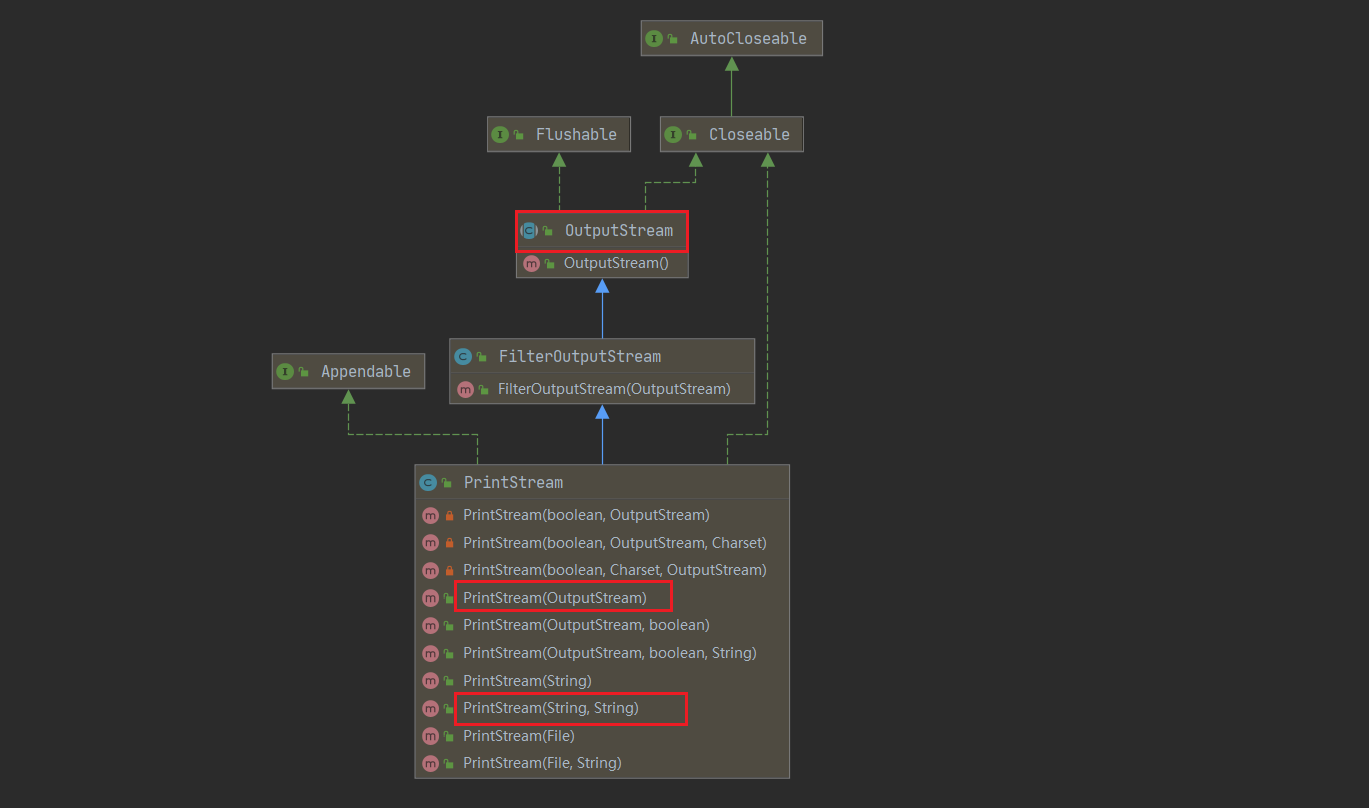 AutoCloseable
Flushable
Closeable
OutputStream
OutputStream()
FilterOutputStream
FilterOutputStream(OutputStream)
Appendable
PrintStream
PrintStream(boolean, OutputStream)
PrintStream(boolean, OutputStream, Charset)
PrintStream(boolean, Charset, OutputStream)
PrintStream(OutputStream)
PrintStream(OutputStream, boolean)
PrintStream(OutputStream, boolean, String)
PrintStream(String)
PrintStream(String, String)
PrintStream(File)
PrintStream(File, String)